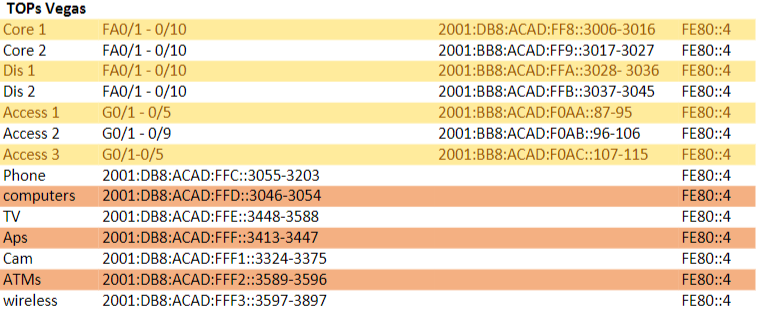 TOPs Vegas
Core 1 FA0/1 - 0/10 2001:DB8:ACAD:FF8::3006-3016 FE80::4
Core 2 FA0/1 - 0/10 2001:BB8:ACAD:FF9::3017-3027 FE80::4
Dis 1 FA0/1 - 0/10 2001:BB8:ACAD:FFA::3028- 3036 FE80::4
Dis 2 FA0/1 - 0/10 2001:BB8:ACAD:FFB::3037-3045 FE80::4
Access 1 G0/1 - 0/5 2001:BB8:ACAD:F0AA::87-95 FE80::4
Access 2 G0/1 - 0/9 2001:BB8:ACAD:F0AB::96-106 FE80::4
Access 3 G0/1-0/5 2001:BB8:ACAD:F0AC::107-115 FE80::4
Phone 2001:DB8:ACAD:FFC::3055-3203 FE80::4
computers 2001:DB8:ACAD:FFD::3046-3054 FE80::4
TV 2001:DB8:ACAD:FFE::3448-3588 FE80::4
Aps 2001:DB8:ACAD:FFF::3413-3447 FE80::4
Cam 2001:DB8:ACAD:FFF1::3324-3375 FE80::4
ATMs 2001:DB8:ACAD:FFF2::3589-3596 FE80::4
wireless 2001:DB8:ACAD:FFF3::3597-3897 FE80::4